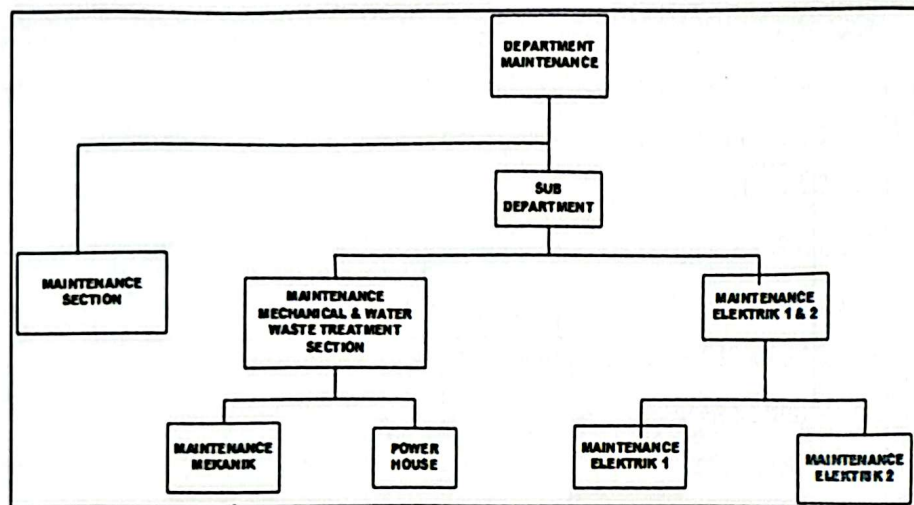 DEPARTMENT
MAINTENANCE
SUB
DEPARTMENT
MAINTENANCE
SECTION
MAINTENANCE
MECHANICAL & WATER
WASTE TREATMENT
SECTION
MAINTENANCE
ELEKTRIK 1 & 2
MAINTENANCE
MEKANIK
POWER
HOUSE
MAINTENANCE
ELEKTRIK 1
MAINTENANCE
ELEKTRIK 2